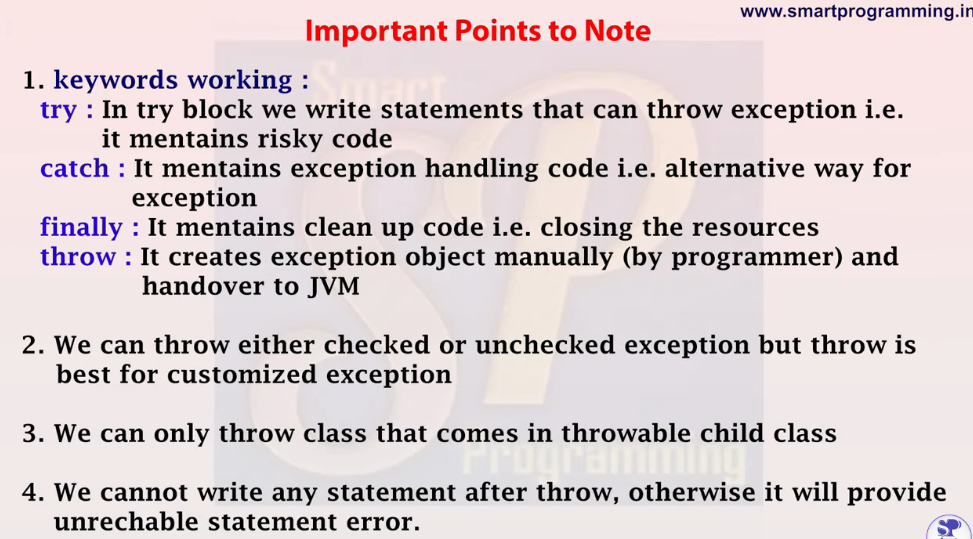 www.smartprogramming.in
Important Points to Note
1. keywords working :
try : In try block we write statements that can throw exception i.e.
it mentains risky code
catch : It mentains exception handling code i.e. alternative way for
exception
finally : It mentains clean up code i.e. closing the resources
throw : It creates exception object manually (by programmer) and
handover to JVM
2. We can throw either checked or unchecked exception but throw is
best for customized exception
3. We can only throw class that comes in throwable child class
4. We cannot write any statement after throw, otherwise it will provide
unrechable statement error.
Smart
SP
Programming
SP